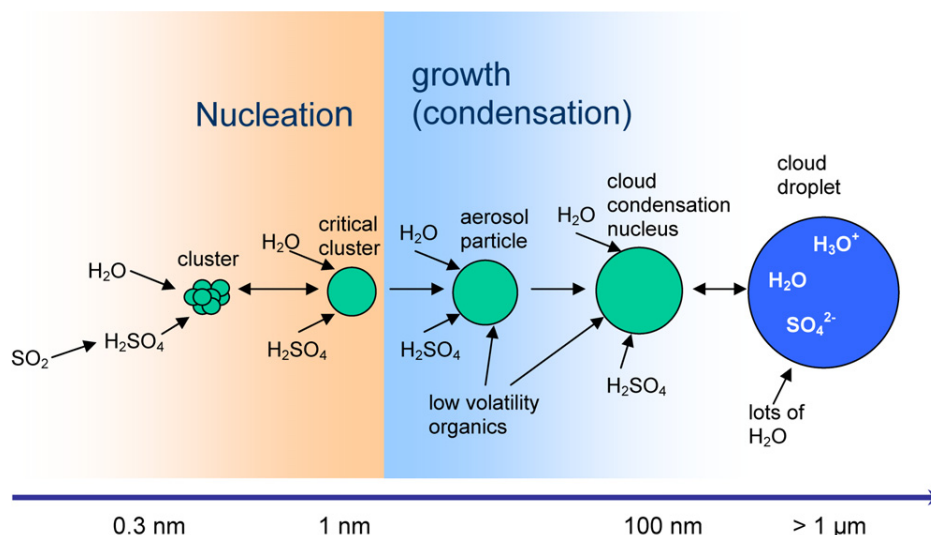 Nucleation
growth
(condensation)
cloud
droplet
cloud
condensation
nucleus
aerosol
particle
critical
cluster
cluster
H₂O
H₂O
H₂O
H₂O
H₃O⁺
H₂O
SO₄²⁻
SO₂
H₂SO₄
H₂SO₄
H₂SO₄
H₂SO₄
low volatility
organics
lots of
H₂O
0.3 nm
1 nm
100 nm
> 1 µm